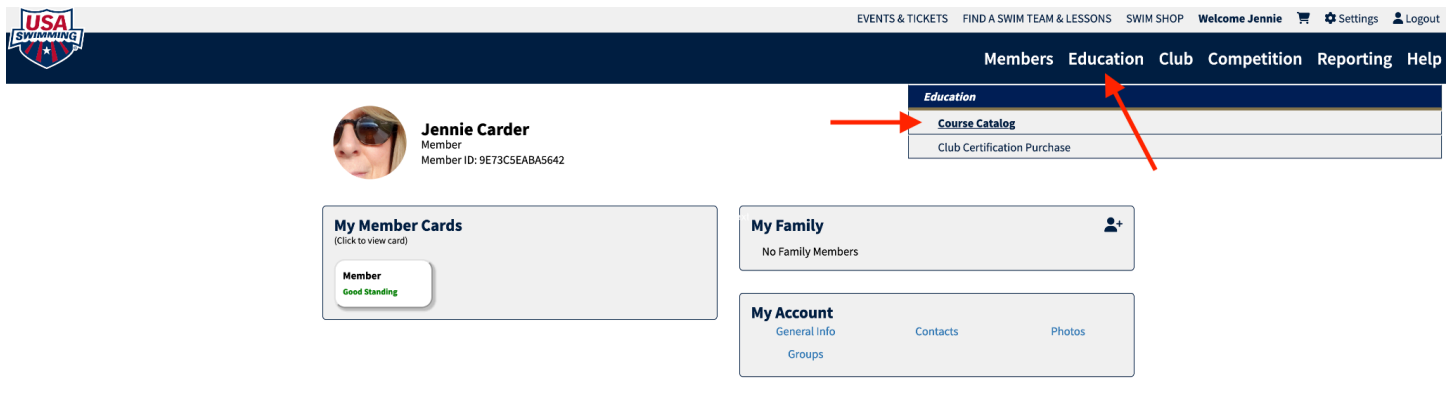 USA
SWIMMING
EVENTS & TICKETS FIND A SWIM TEAM & LESSONS SWIM SHOP Welcome Jennie Settings Logout
Members Education Club Competition Reporting Help
Education
Course Catalog
Club Certification Purchase
Jennie Carder
Member
Member ID: 9E73C5EABA5642
My Member Cards
(Click to view card)
Member
Good Standing
My Family
No Family Members
My Account
General Info Contacts Photos
Groups